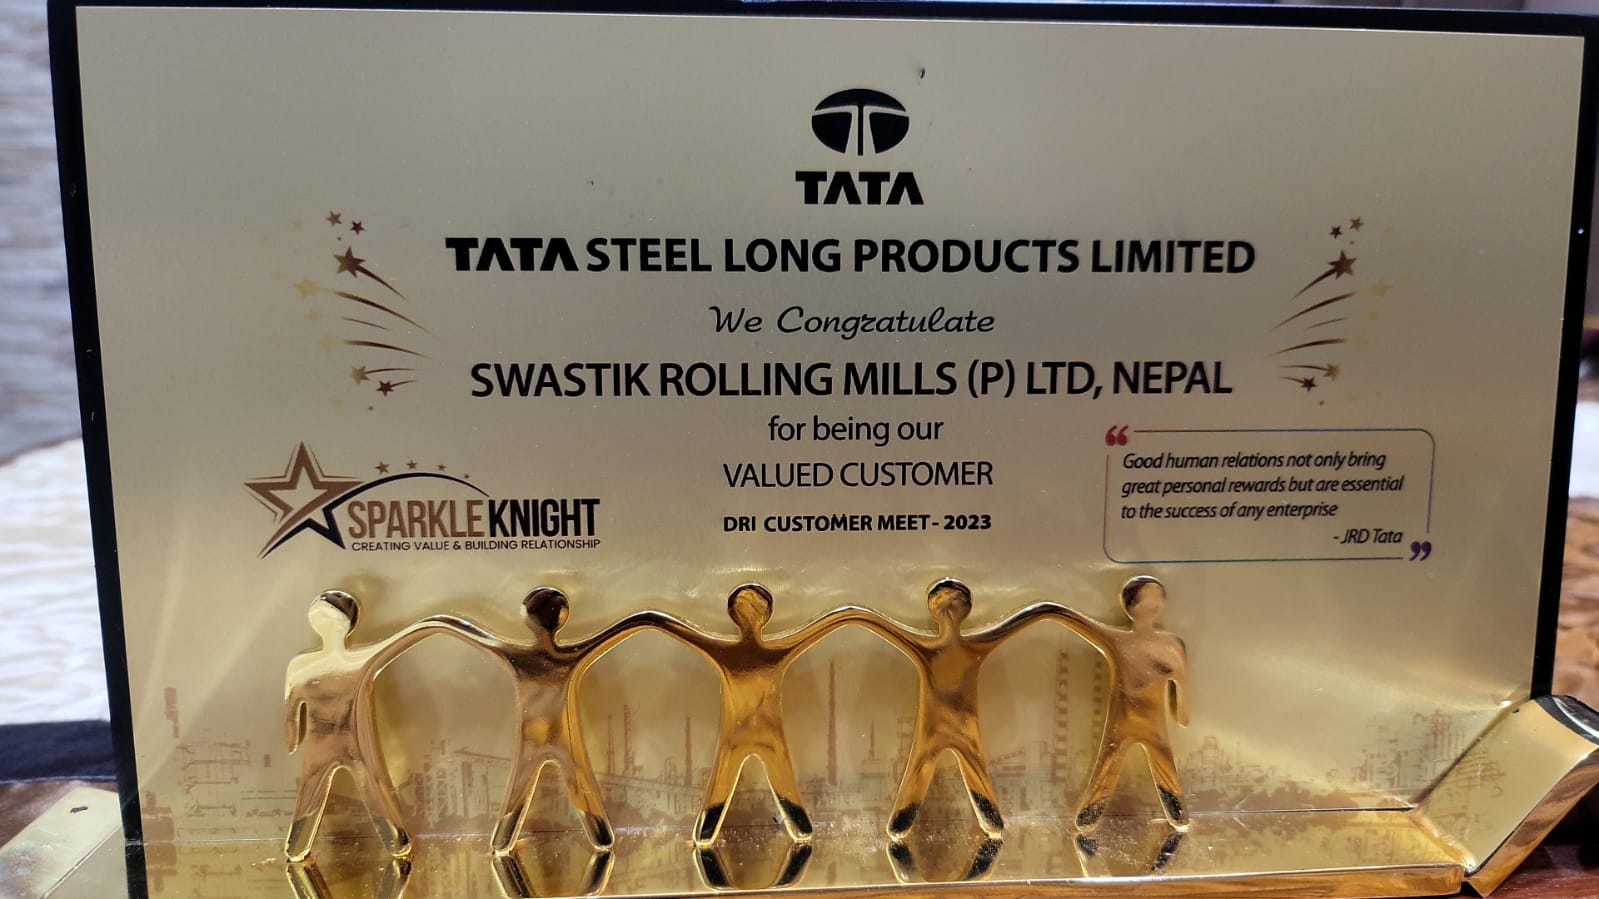 TATA
TATA STEEL LONG PRODUCTS LIMITED
We Congratulate
SWASTIK ROLLING MILLS (P) LTD, NEPAL
for being our
VALUED CUSTOMER
DRI CUSTOMER MEET - 2023
SPARKLE KNIGHT
CREATING VALUE & BUILDING RELATIONSHIP
“ Good human relations not only bring
great personal rewards but are essential
to the success of any enterprise
- JRD Tata ”